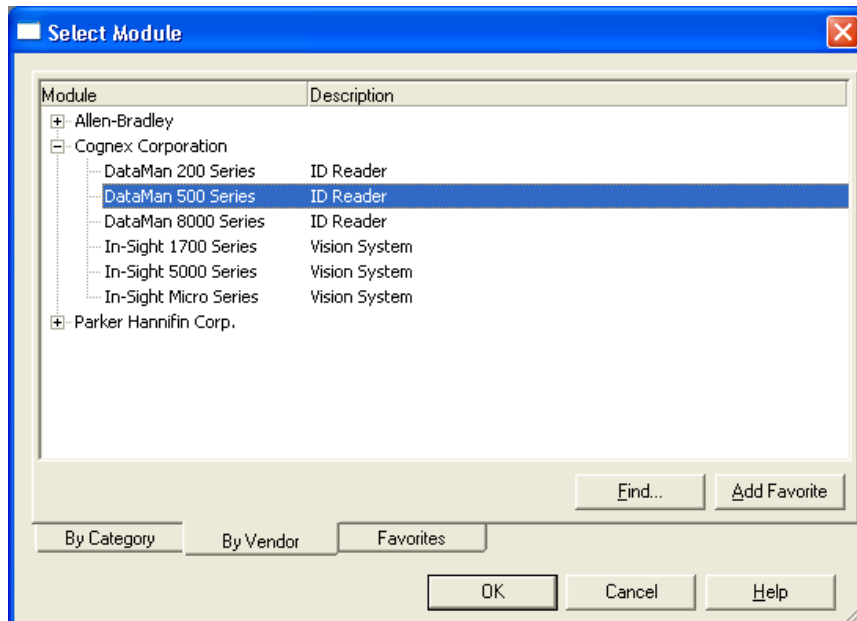 Select Module
Module Description
Allen-Bradley
Cognex Corporation
DataMan 200 Series ID Reader
DataMan 500 Series ID Reader
DataMan 8000 Series ID Reader
In-Sight 1700 Series Vision System
In-Sight 5000 Series Vision System
In-Sight Micro Series Vision System
Parker Hannifin Corp.
Find... Add Favorite
By Category By Vendor Favorites
OK Cancel Help